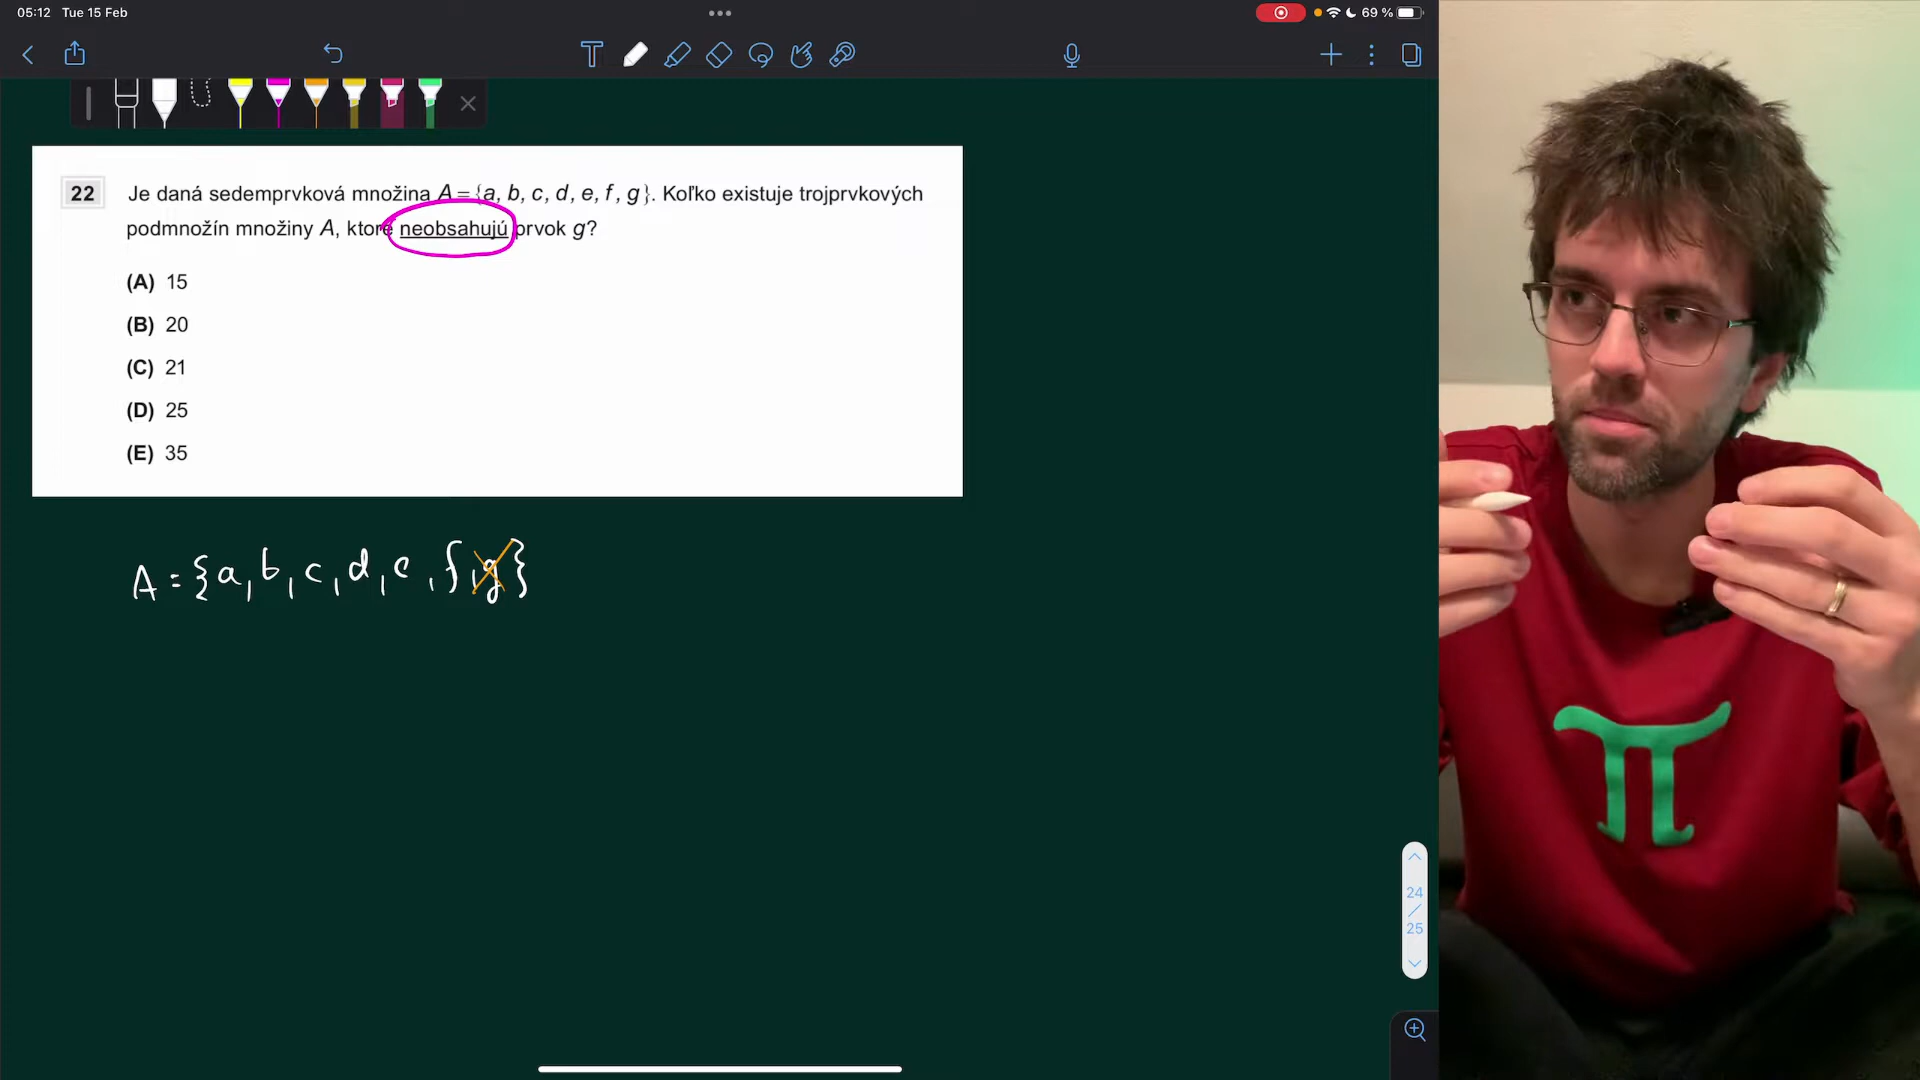 05:12 Tue 15 Feb
69 %
22 Je daná sedemprvková množina A = {a, b, c, d, e, f, g}. Koľko existuje trojprvkových
podmnožín množiny A, ktoré neobsahujú prvok g?
(A) 15
(B) 20
(C) 21
(D) 25
(E) 35
A = {a, b, c, d, e, f, g}
π
24
/
25